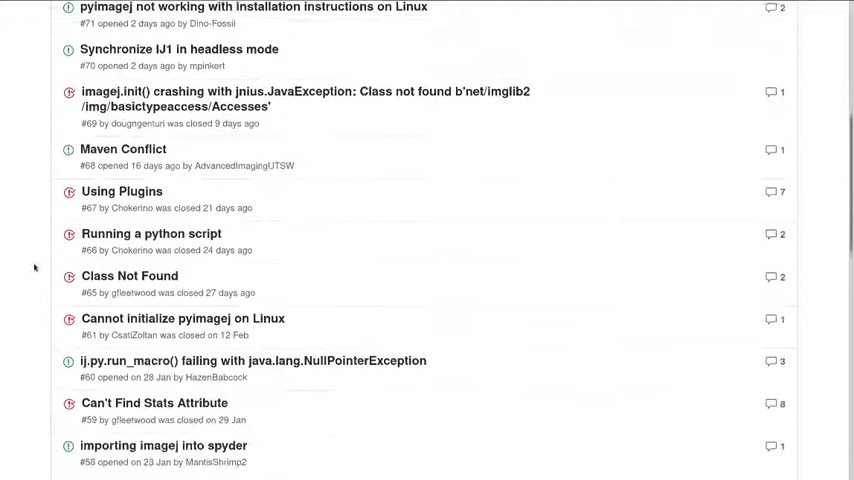 pyimagej not working with installation instructions on Linux
2
#71 opened 2 days ago by Dino-Fossil
Synchronize IJ1 in headless mode
#70 opened 2 days ago by mpinkert
imagej.init() crashing with jnius.JavaException: Class not found b'net/imglib2
/img/basictypeaccess/Accesses'
1
#69 by dougngenturi was closed 9 days ago
Maven Conflict
1
#68 opened 16 days ago by AdvancedImagingUTSW
Using Plugins
7
#67 by Chokerino was closed 21 days ago
Running a python script
2
#66 by Chokerino was closed 24 days ago
Class Not Found
2
#65 by gfleetwood was closed 27 days ago
Cannot initialize pyimagej on Linux
1
#61 by CsatiZoltan was closed on 12 Feb
ij.py.run_macro() failing with java.lang.NullPointerException
3
#60 opened on 28 Jan by HazenBabcock
Can't Find Stats Attribute
8
#59 by gfleetwood was closed on 29 Jan
importing imagej into spyder
1
#58 opened on 23 Jan by MantisShrimp2